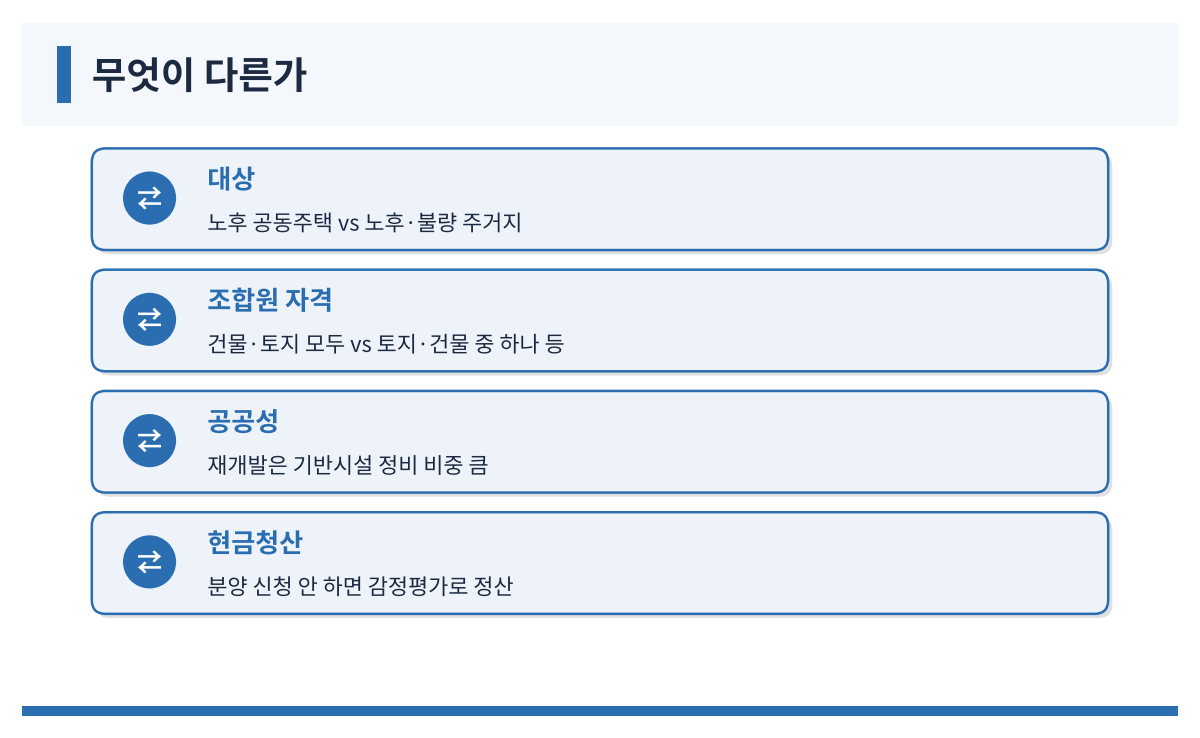 무엇이 다른가
대상
노후 공동주택 vs 노후·불량 주거지
조합원 자격
건물·토지 모두 vs 토지·건물 중 하나 등
공공성
재개발은 기반시설 정비 비중 큼
현금청산
분양 신청 안 하면 감정평가로 정산